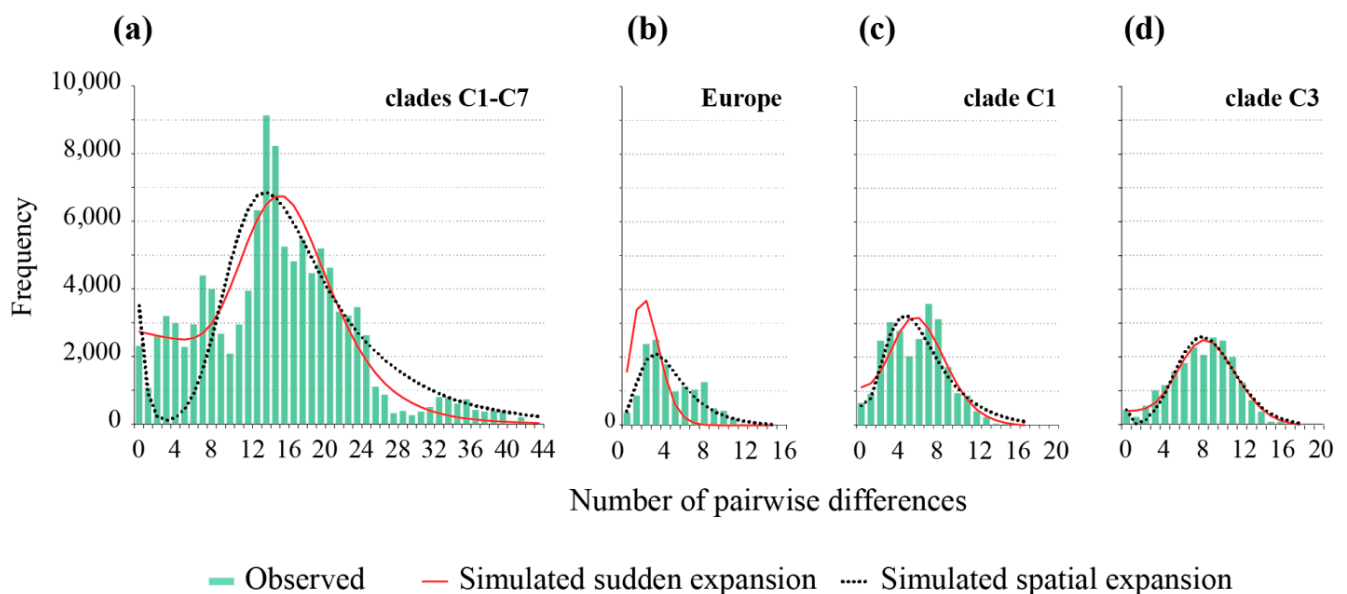 (a) (b) (c) (d)
clades C1-C7 Europe clade C1 clade C3
10,000
8,000
6,000
4,000
2,000
0 0
Frequency
0 4 8 12 16 20 24 28 32 36 40 44 0 4 8 12 16 0 4 8 12 20 0 4 8 12 16 20
Number of pairwise differences
Observed Simulated sudden expansion Simulated spatial expansion